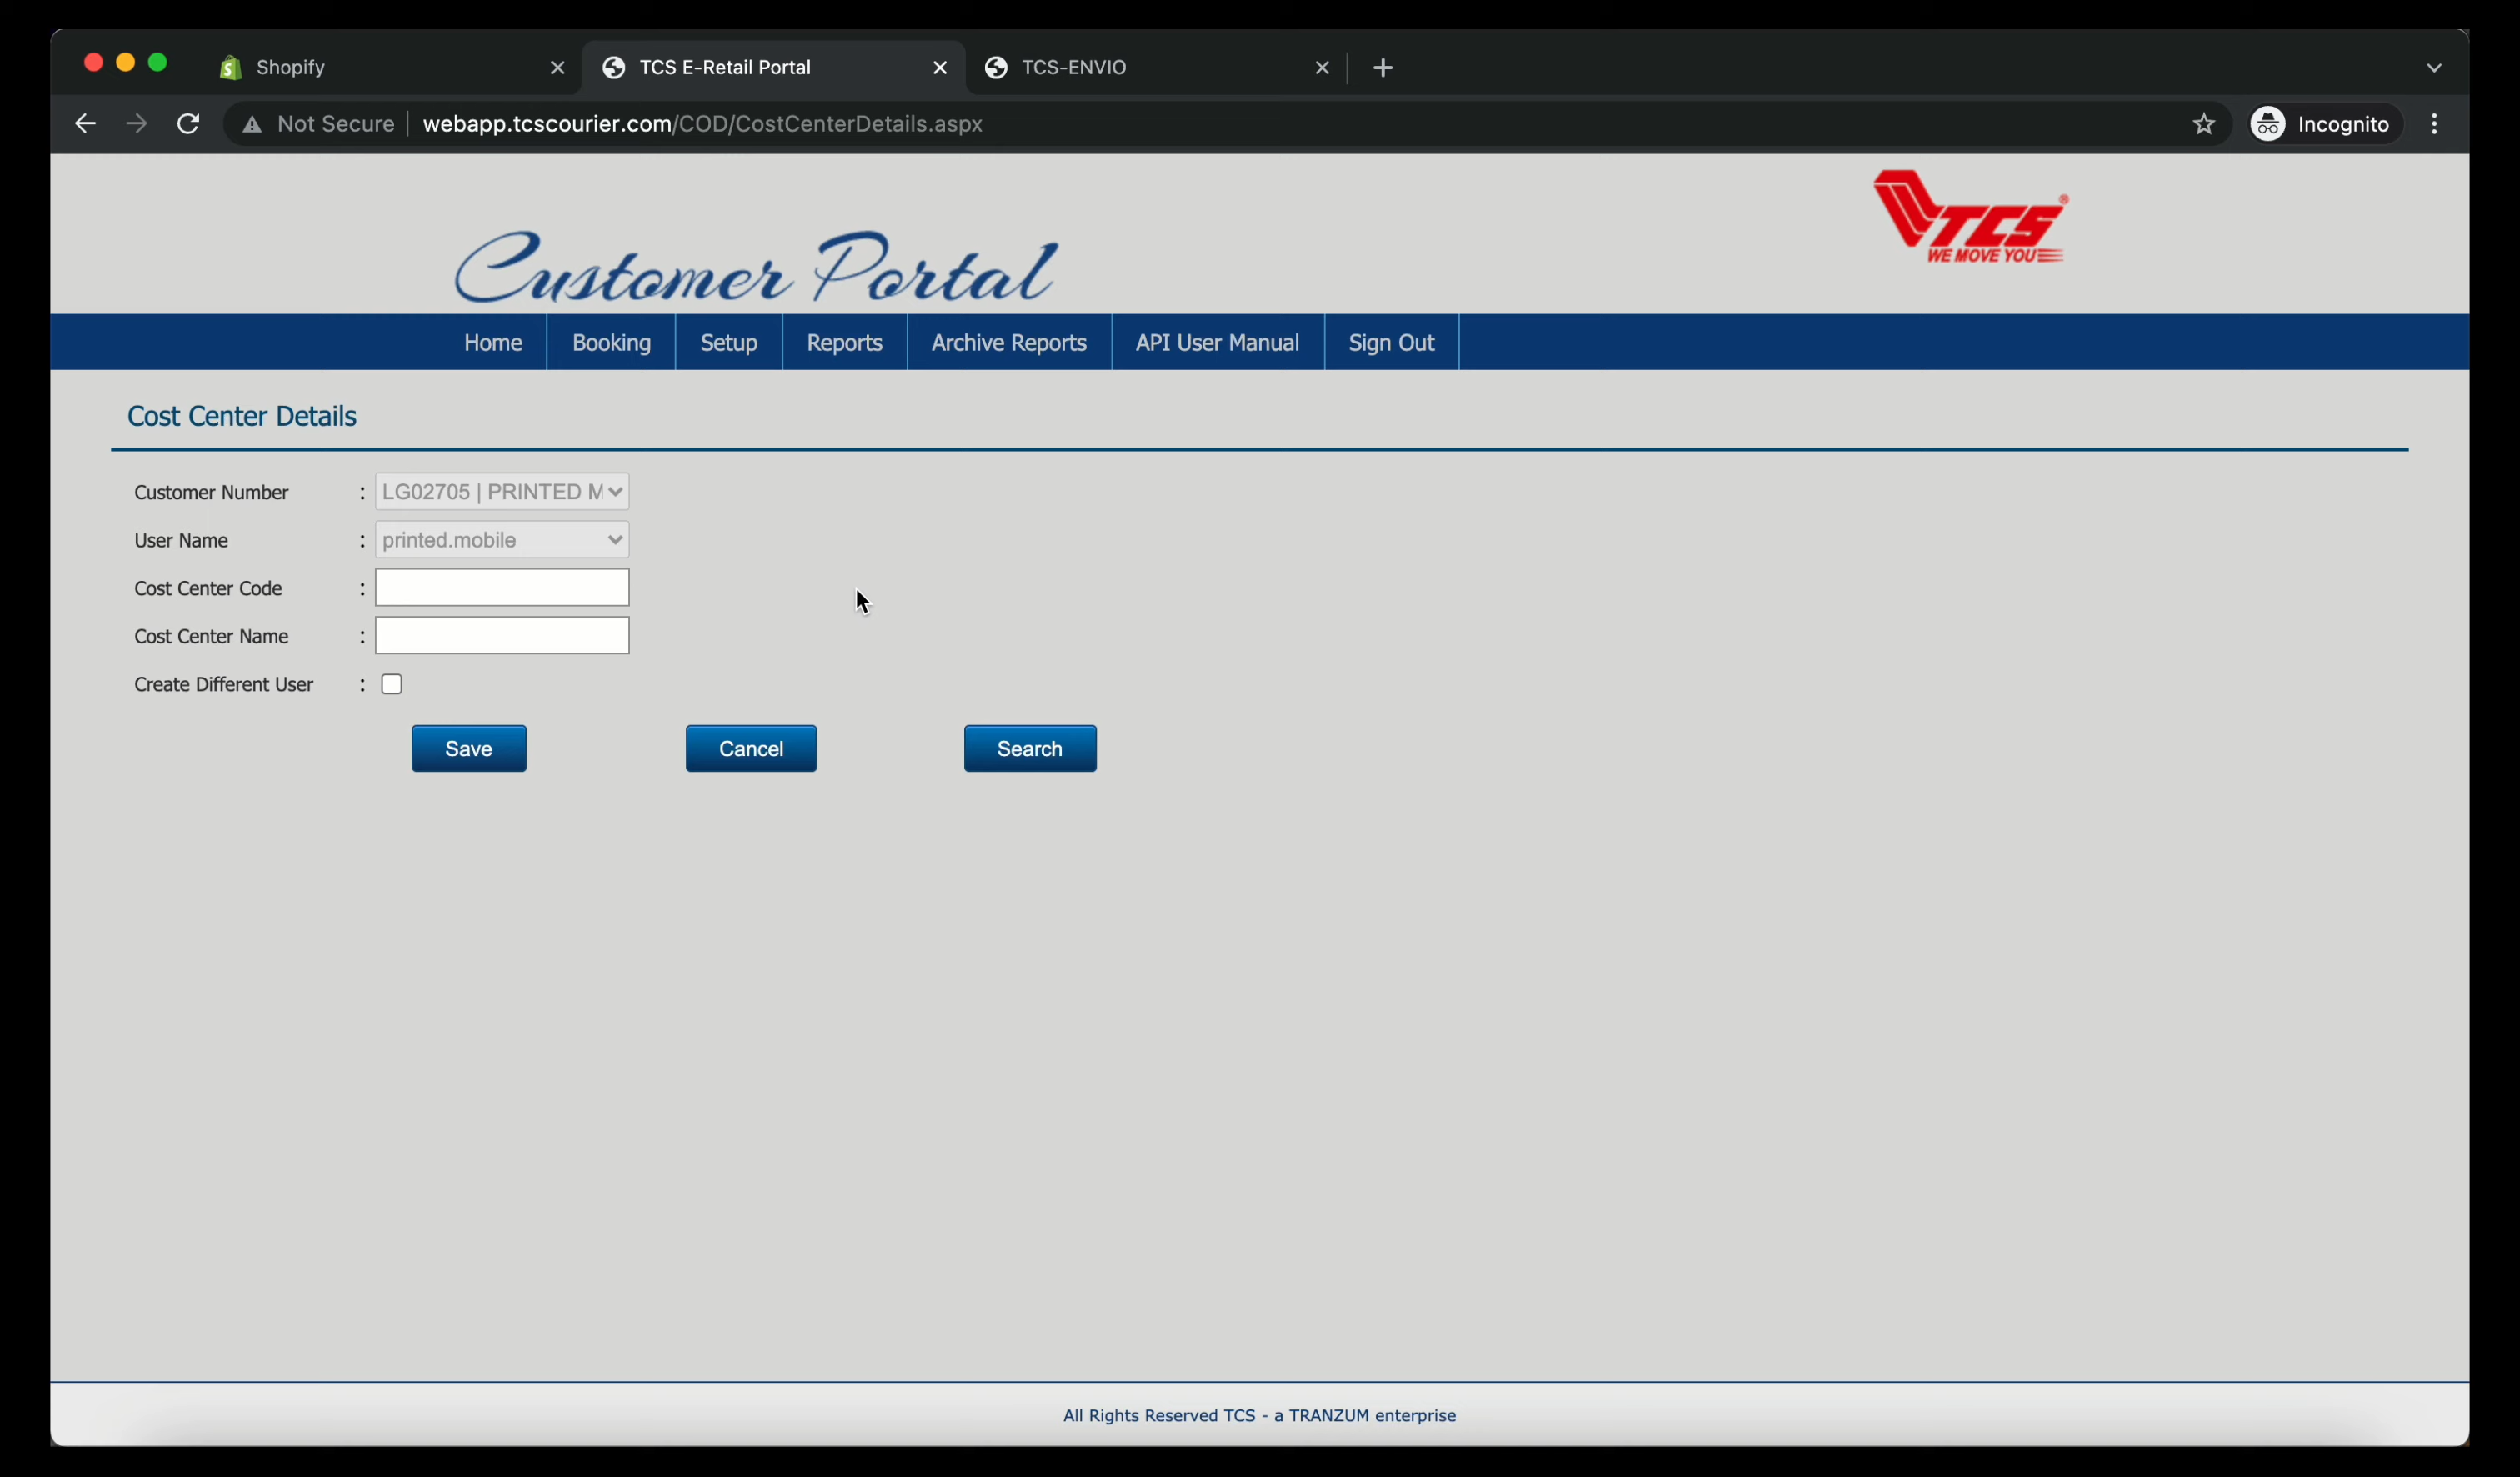 Shopify
TCS E-Retail Portal
TCS-ENVIO
Not Secure
webapp.tcscourier.com/COD/CostCenterDetails.aspx
Incognito
Customer Portal
TCS®
WE MOVE YOU
Home
Booking
Setup
Reports
Archive Reports
API User Manual
Sign Out
Cost Center Details
Customer Number : LG02705 | PRINTED M
User Name : printed.mobile
Cost Center Code :
Cost Center Name :
Create Different User :
Save
Cancel
Search
All Rights Reserved TCS - a TRANZUM enterprise